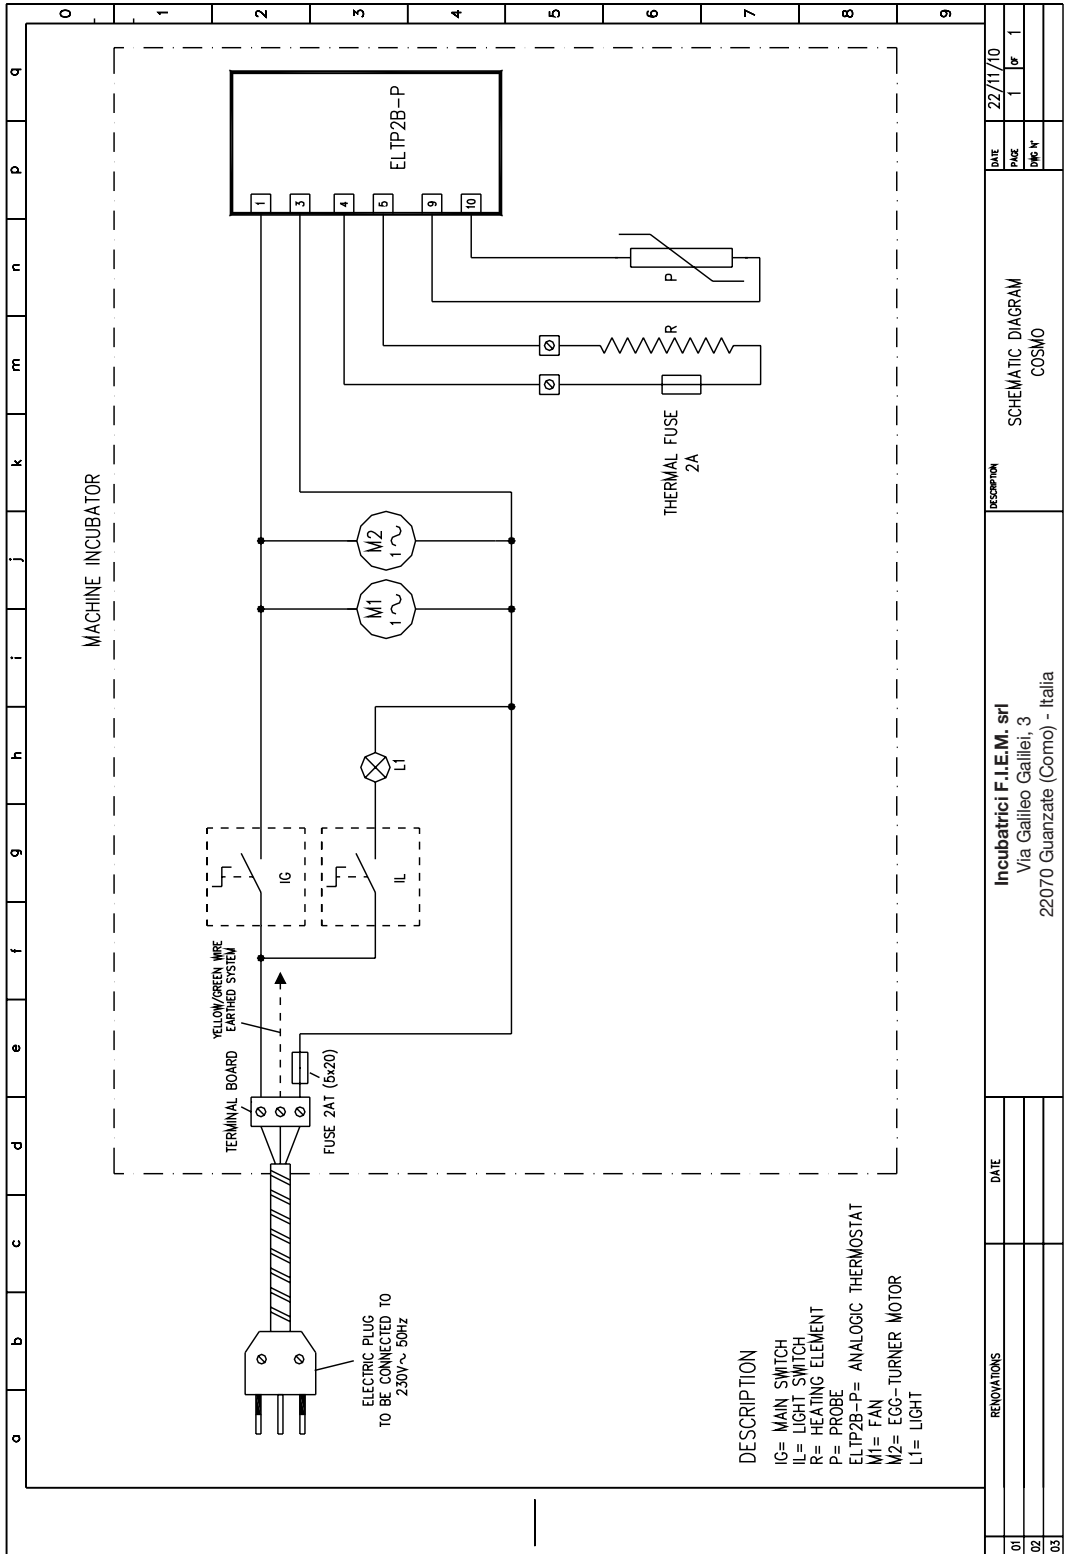 MACHINE INCUBATOR
0
1
2
3
4
5
6
7
8
9
a
b
c
d
e
f
g
h
i
j
k
m
n
p
q
ELECTRIC PLUG
TO BE CONNECTED TO
230V~ 50Hz
TERMINAL BOARD
YELLOW/GREEN WIRE
EARTHED SYSTEM
FUSE 2AT (5x20)
IG
IL
L1
M1
1~
M2
1~
THERMAL FUSE
2A
R
P
1
3
4
5
9
10
ELTP2B-P
DESCRIPTION
IG= MAIN SWITCH
IL= LIGHT SWITCH
R= HEATING ELEMENT
P= PROBE
ELTP2B-P= ANALOGIC THERMOSTAT
M1= FAN
M2= EGG-TURNER MOTOR
L1= LIGHT
RENOVATIONS
DATE
01
02
03
Incubatrici F.I.E.M. srl
Via Galileo Galilei, 3
22070 Guanzate (Como) - Italia
DESCRIPTION
SCHEMATIC DIAGRAM
COSMO
DATE
22/11/10
PAGE
1 OF 1
DWG N°